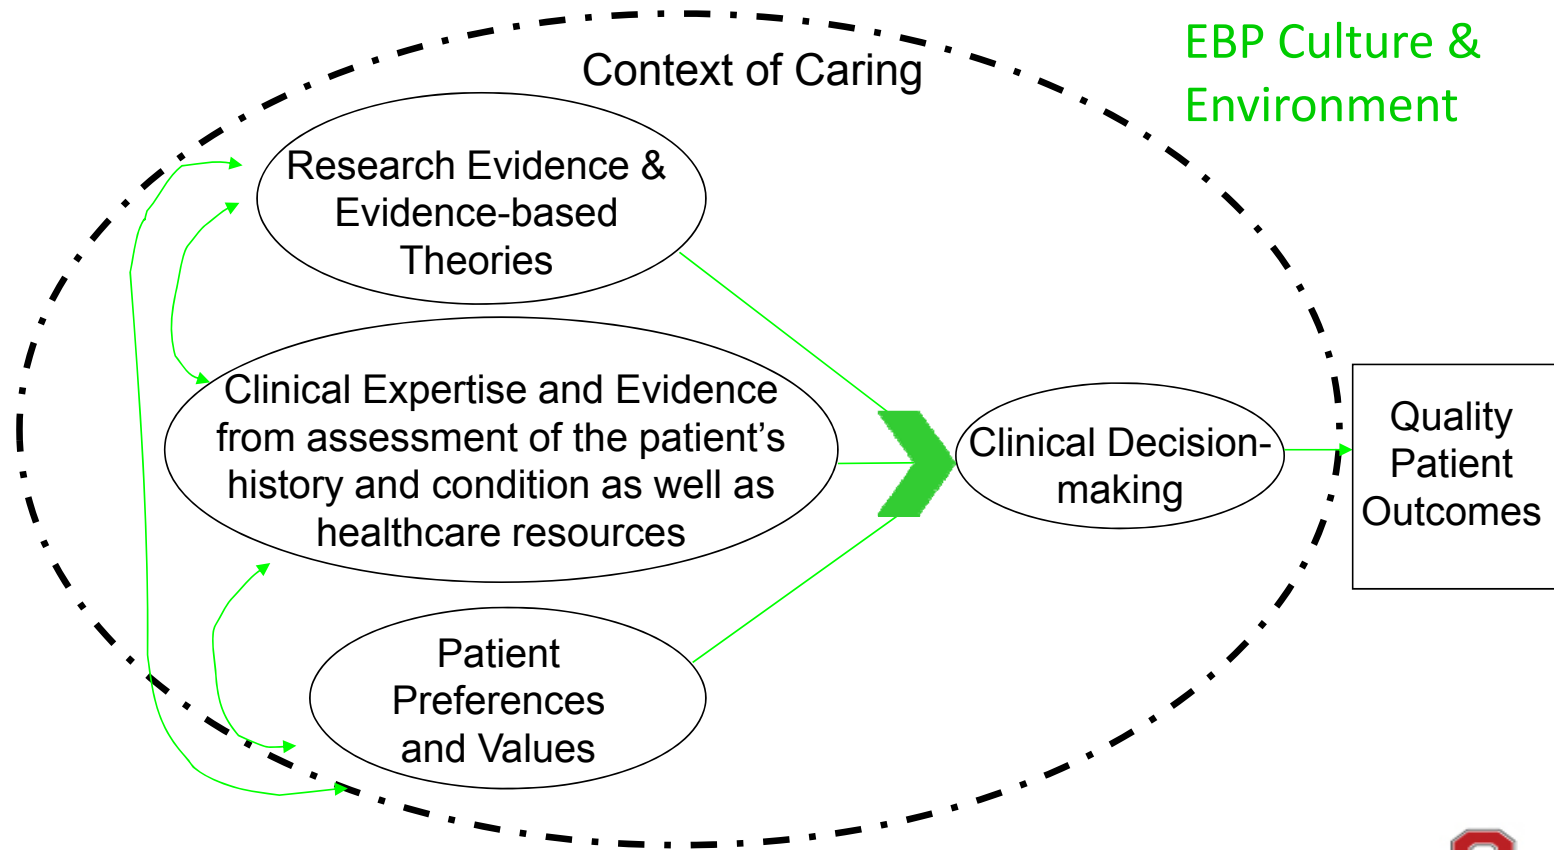 EBP Culture &
Environment
Context of Caring
Research Evidence &
Evidence-based
Theories
Clinical Expertise and Evidence
from assessment of the patient’s
history and condition as well as
healthcare resources
Patient
Preferences
and Values
Clinical Decision-
making
Quality
Patient
Outcomes